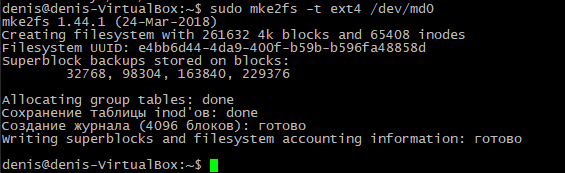 denis@denis-VirtualBox:~$ sudo mke2fs -t ext4 /dev/md0
mke2fs 1.44.1 (24-Mar-2018)
Creating filesystem with 261632 4k blocks and 65408 inodes
Filesystem UUID: e4bb6d44-4da9-400f-b59b-b596fa48858d
Superblock backups stored on blocks:
32768, 98304, 163840, 229376
Allocating group tables: done
Сохранение таблицы inod'ов: done
Создание журнала (4096 блоков): готово
Writing superblocks and filesystem accounting information: готово
denis@denis-VirtualBox:~$